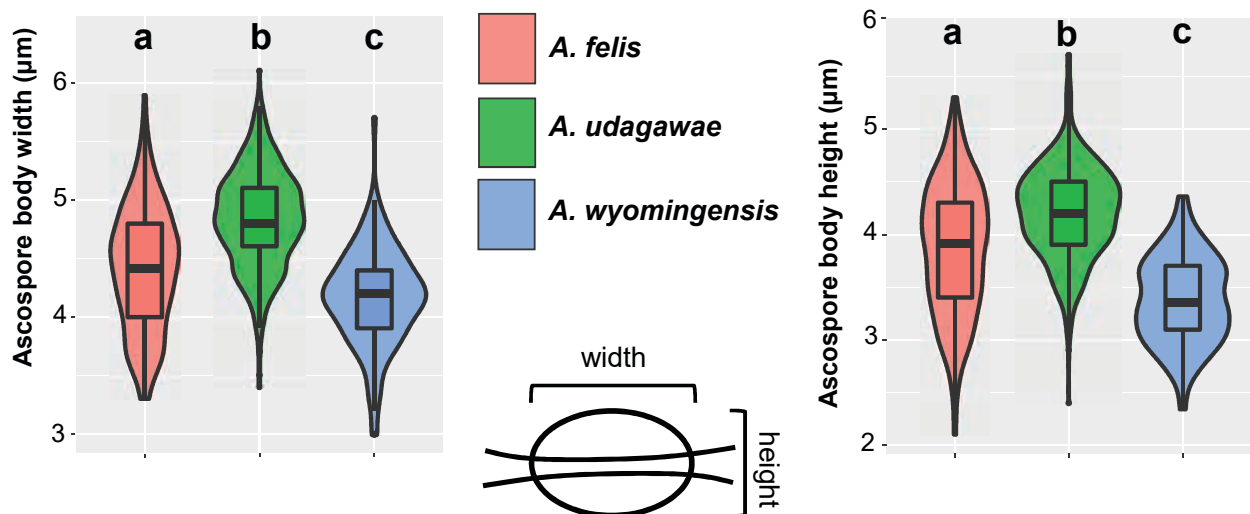 Ascospore body width (µm)
6
5
4
3
a b c
A. felis
A. udagawae
A. wyomingensis
width
height
Ascospore body height (µm)
6
5
4
3
2
a b c